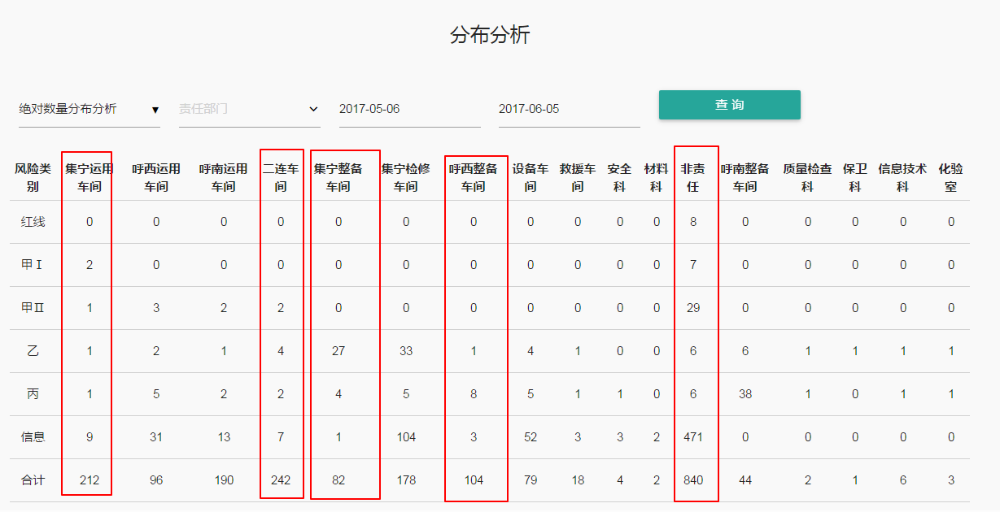 分布分析
绝对数量分布分析 责任部门 2017-05-06 2017-06-05 查 询
风险类别 集宁运用车间 呼西运用车间 呼南运用车间 二连车间 集宁整备车间 集宁检修车间 呼西整备车间 设备车间 救援车间 安全科 材料科 非责任 呼南整备车间 质量检查科 保卫科 信息技术科 化验室
红线 0 0 0 0 0 0 0 0 0 0 0 8 0 0 0 0 0
甲Ⅰ 2 0 0 0 0 0 0 0 0 0 0 7 0 0 0 0 0
甲Ⅱ 1 3 2 2 0 0 0 0 0 0 0 29 0 0 0 0 0
乙 1 2 1 4 27 33 1 4 1 0 0 6 6 1 1 1 1
丙 1 5 2 2 4 5 8 5 1 1 0 6 38 1 0 1 1
信息 9 31 13 7 1 104 3 52 3 3 2 471 0 0 0 0 0
合计 212 96 190 242 82 178 104 79 18 4 2 840 44 2 1 6 3